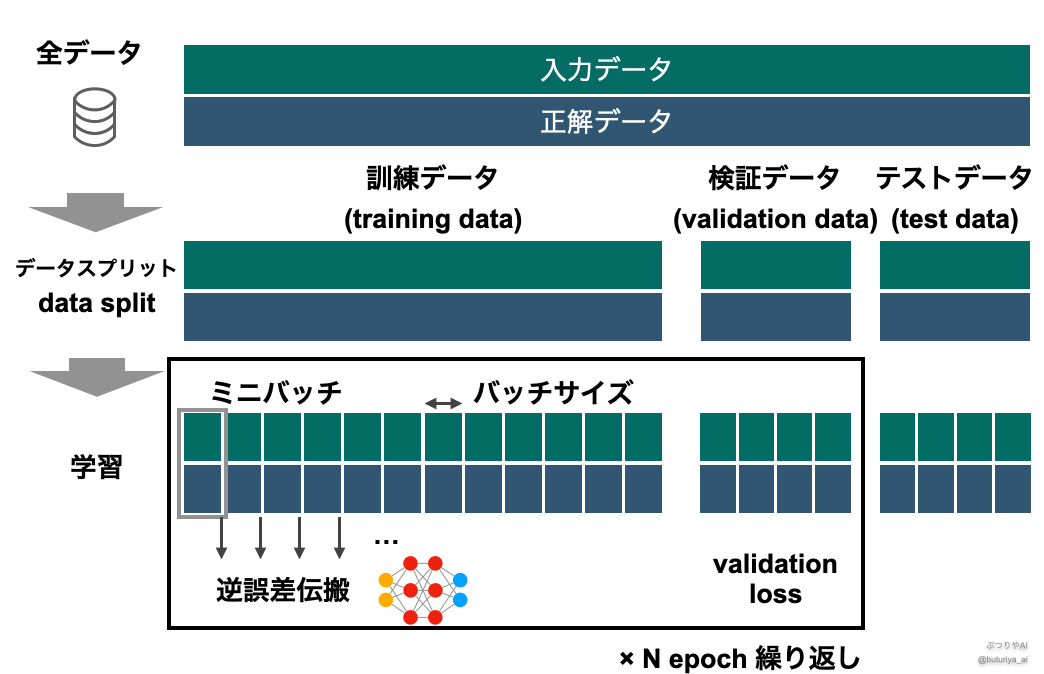 全データ
入力データ
正解データ
訓練データ
(training data)
検証データ
(validation data)
テストデータ
(test data)
データスプリット
data split
ミニバッチ
バッチサイズ
学習
...
逆誤差伝搬
validation
loss
× N epoch 繰り返し
ぶつりやAI
@buturiya_ai